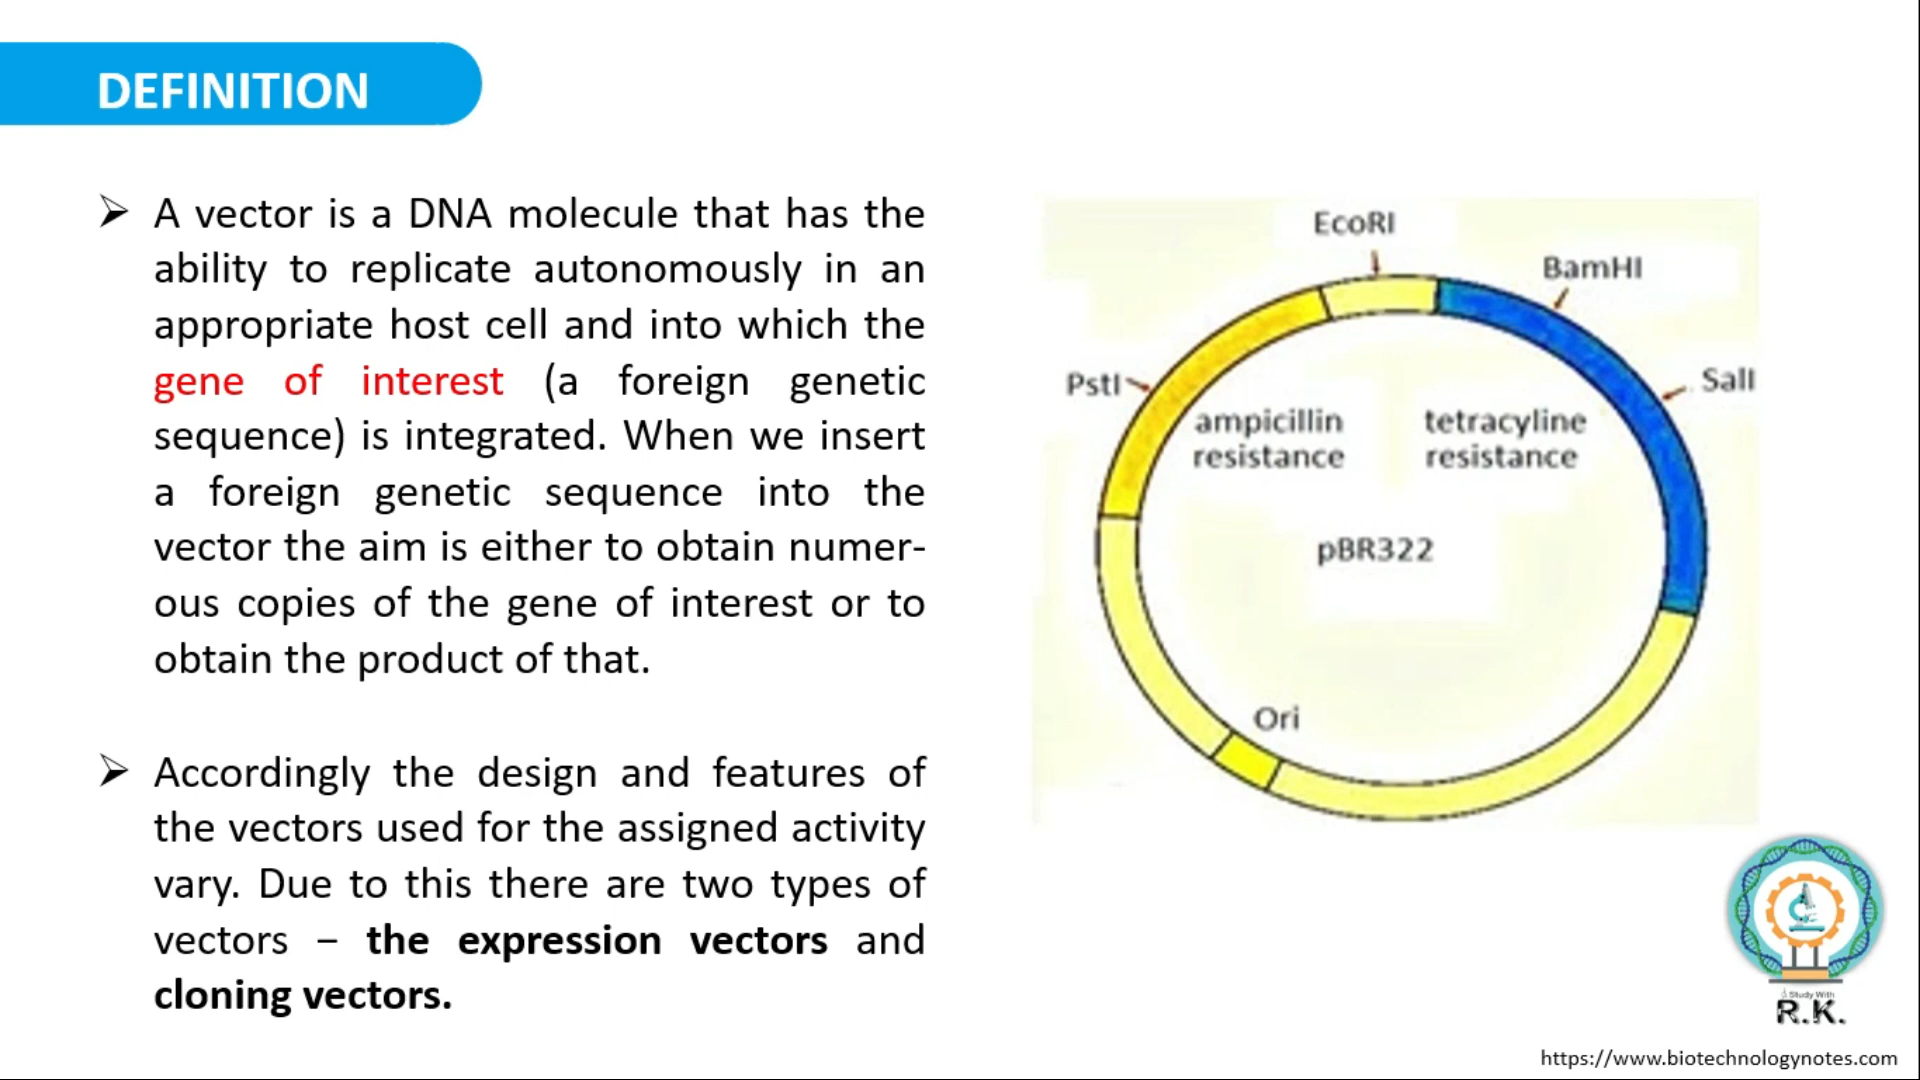 DEFINITION
➢ A vector is a DNA molecule that has the
ability to replicate autonomously in an
appropriate host cell and into which the
gene of interest (a foreign genetic
sequence) is integrated. When we insert
a foreign genetic sequence into the
vector the aim is either to obtain numer-
ous copies of the gene of interest or to
obtain the product of that.
➢ Accordingly the design and features of
the vectors used for the assigned activity
vary. Due to this there are two types of
vectors – the expression vectors and
cloning vectors.
EcoRI
BamHI
PstI
SalI
ampicillin
resistance
tetracyline
resistance
pBR322
Ori
Study With
R.K.
https://www.biotechnologynotes.com